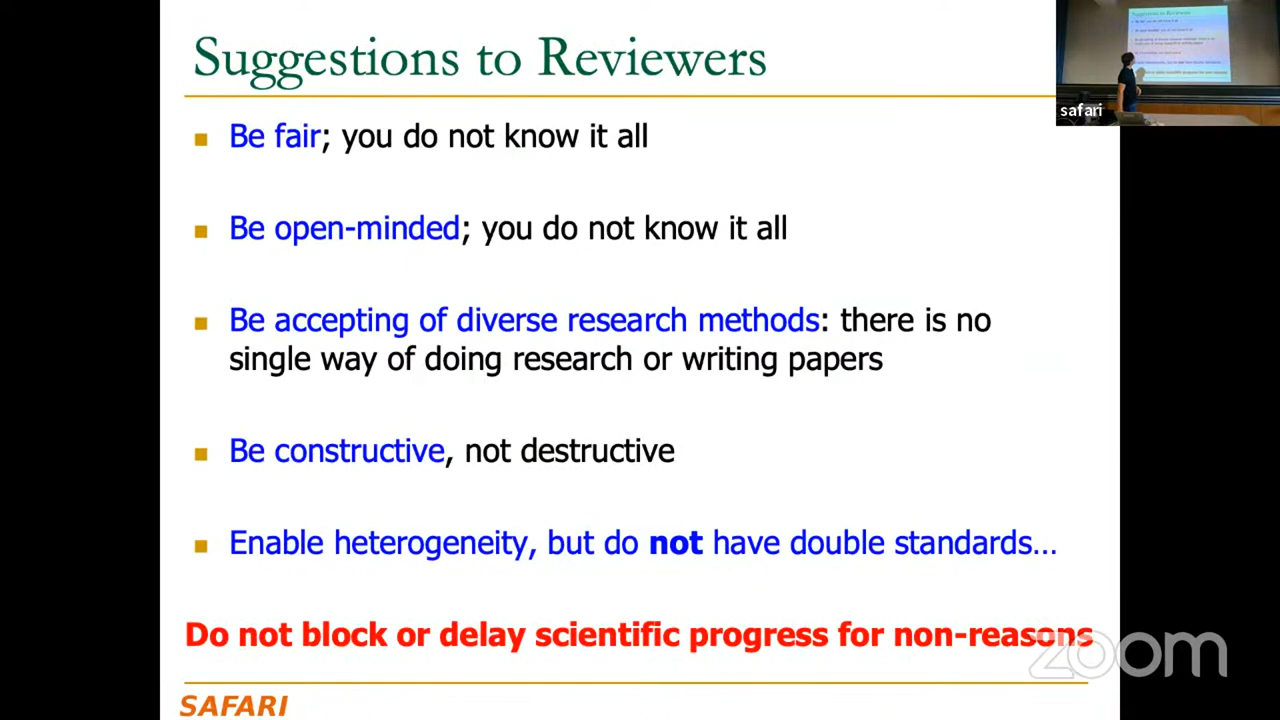 Suggestions to Reviewers
Be fair; you do not know it all
Be open-minded; you do not know it all
Be accepting of diverse research methods: there is no
single way of doing research or writing papers
Be constructive, not destructive
Enable heterogeneity, but do not have double standards…
Do not block or delay scientific progress for non-reasons
SAFARI
safari
zoom